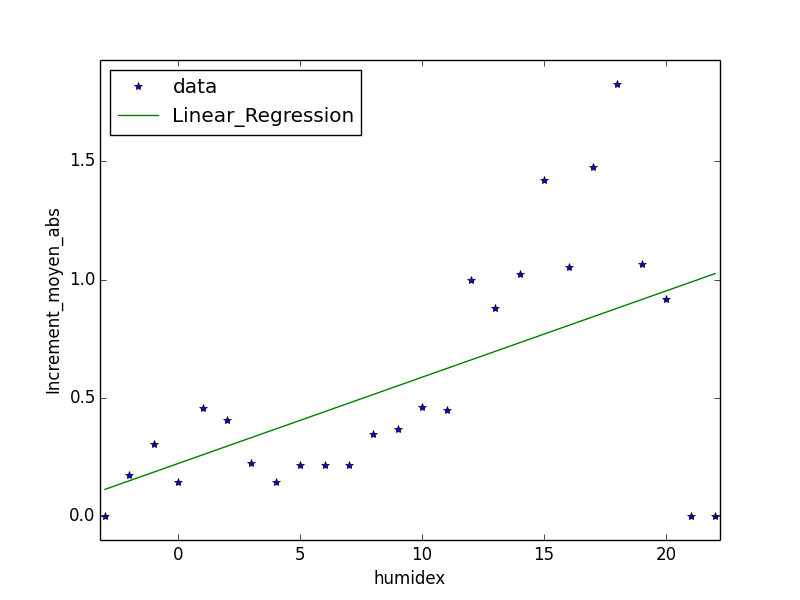 data
Linear_Regression
Increment_moyen_abs
1.5
1.0
0.5
0.0
0 5 10 15 20
humidex